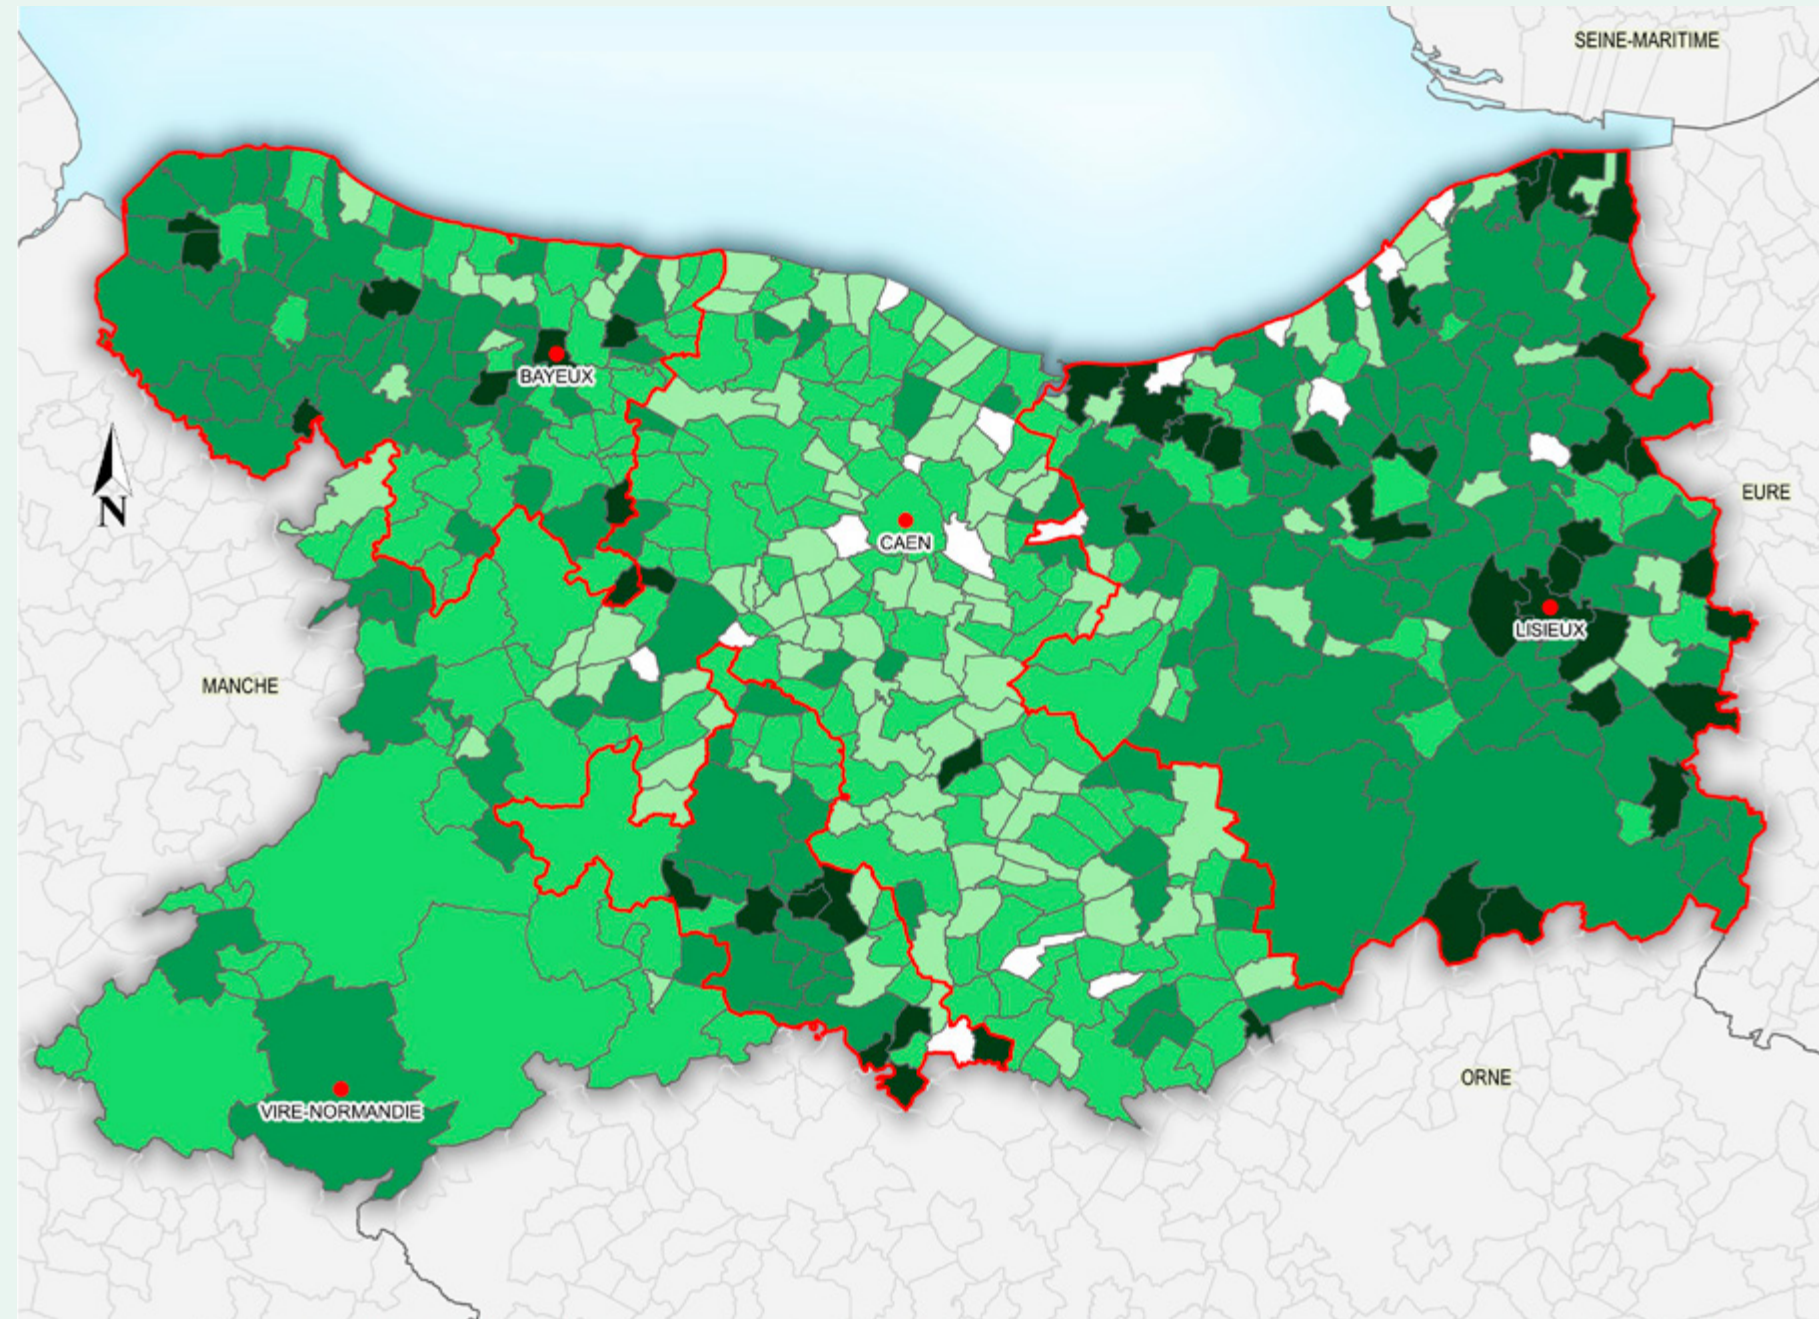 SEINE-MARITIME
BAYEUX
EURE
N
CAEN
LISIEUX
MANCHE
ORNE
VIRE-NORMANDIE